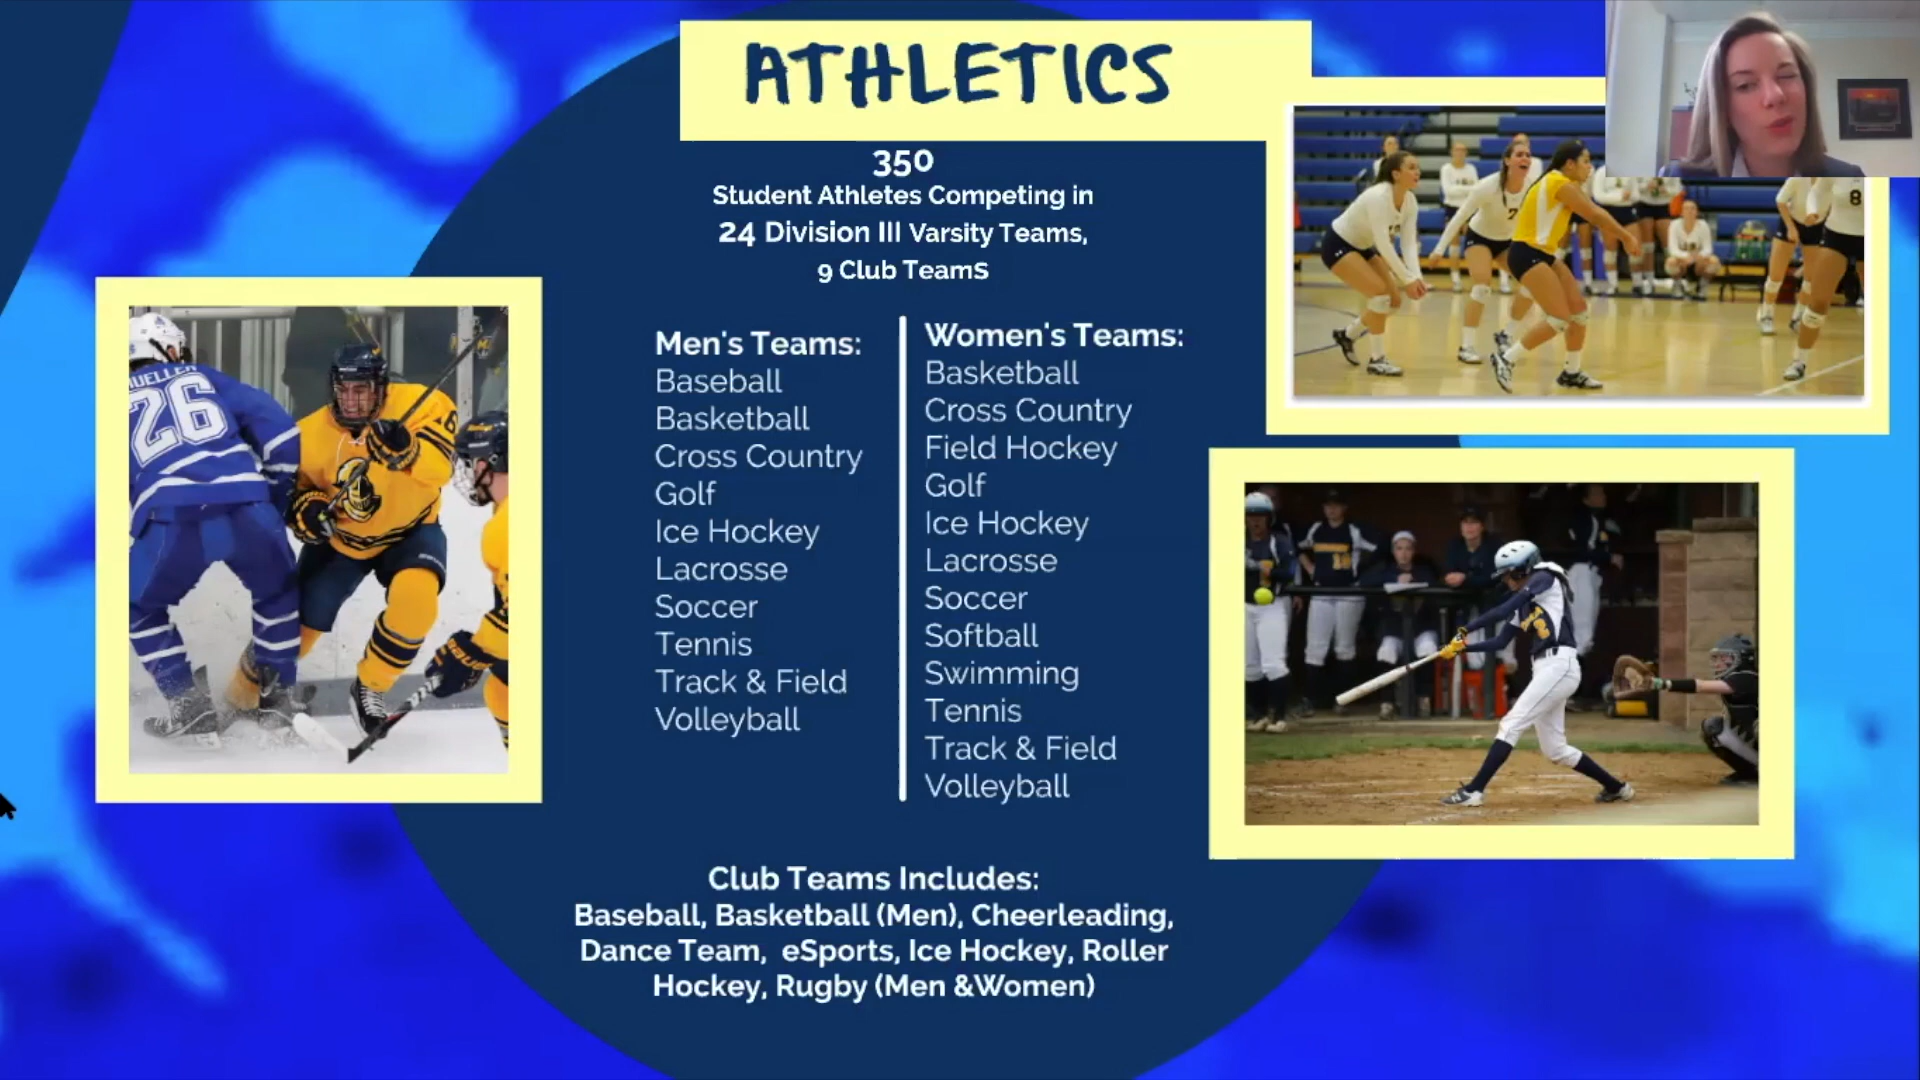 ATHLETICS
350
Student Athletes Competing in
24 Division III Varsity Teams,
9 Club Teams
Men's Teams:
Baseball
Basketball
Cross Country
Golf
Ice Hockey
Lacrosse
Soccer
Tennis
Track & Field
Volleyball
Women's Teams:
Basketball
Cross Country
Field Hockey
Golf
Ice Hockey
Lacrosse
Soccer
Softball
Swimming
Tennis
Track & Field
Volleyball
Club Teams Includes:
Baseball, Basketball (Men), Cheerleading,
Dance Team, eSports, Ice Hockey, Roller
Hockey, Rugby (Men &Women)
26
8
2